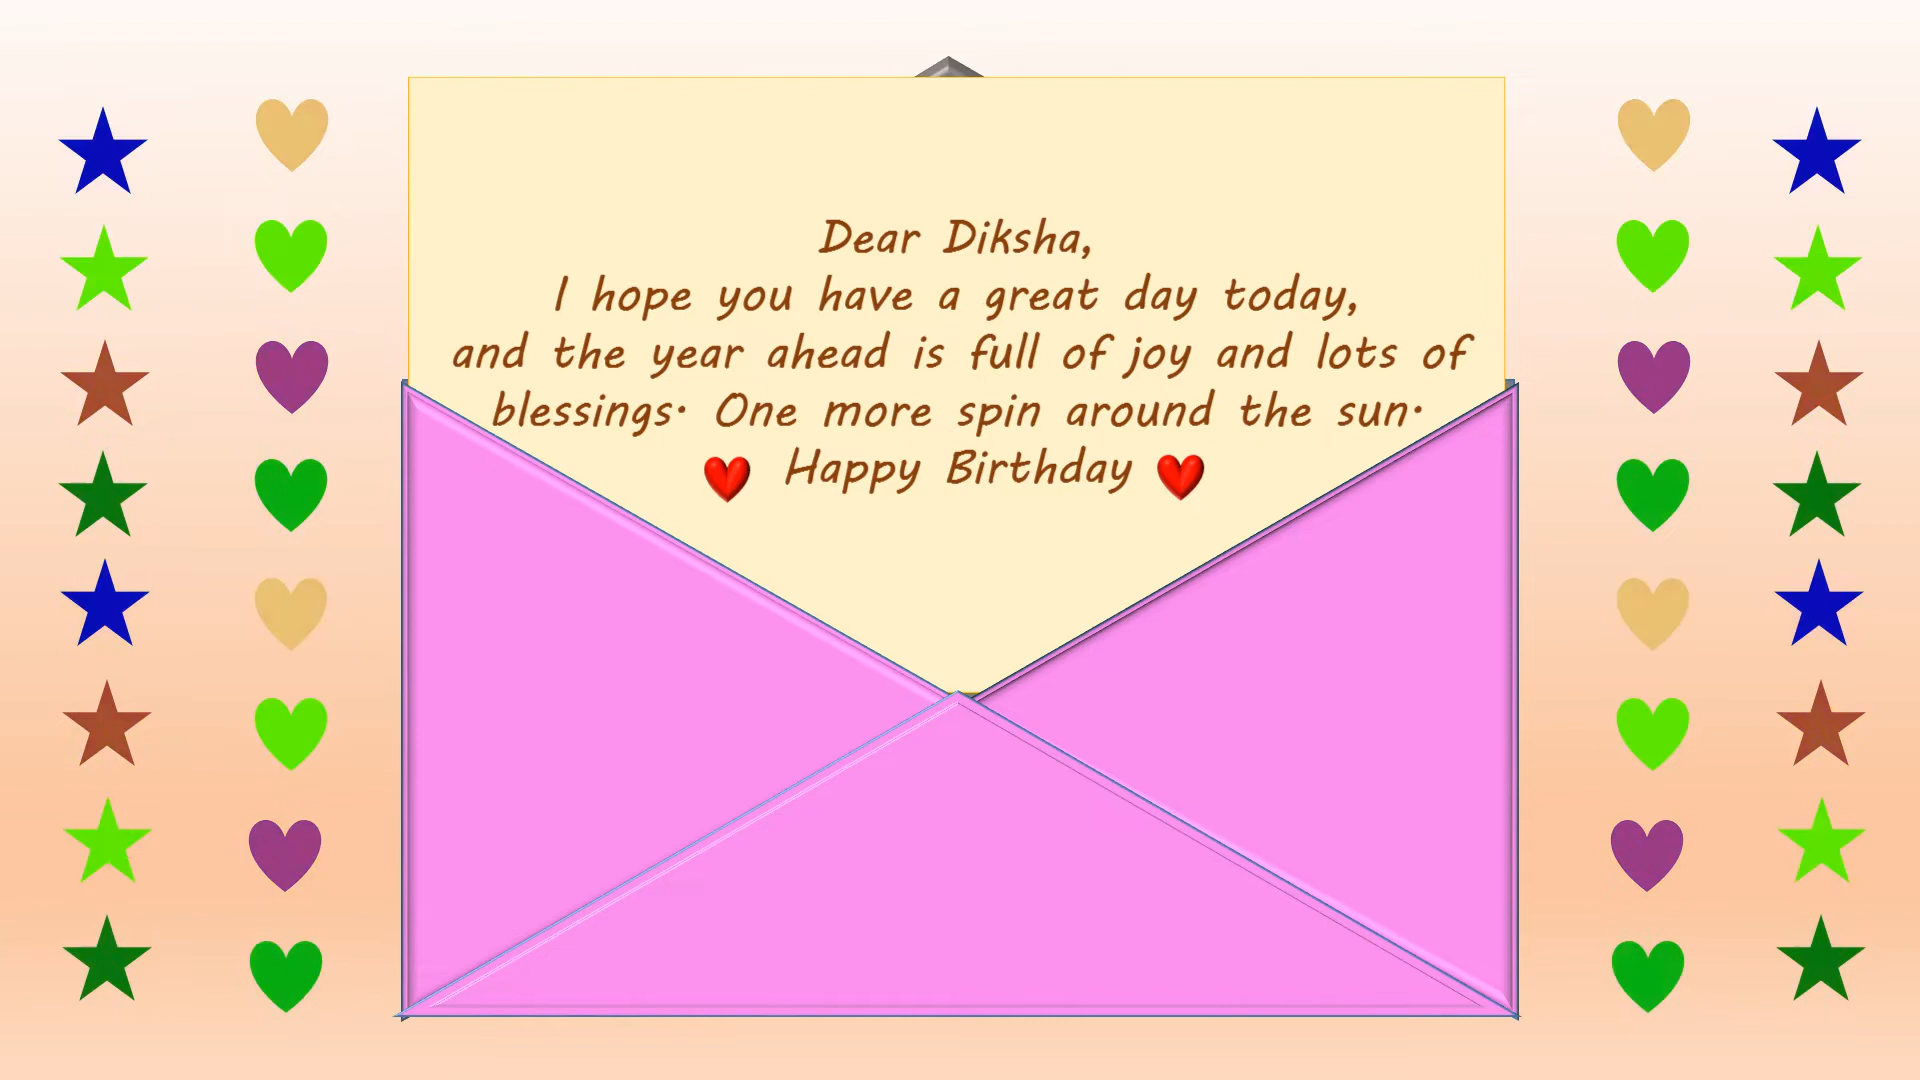 Dear Diksha,
I hope you have a great day today,
and the year ahead is full of joy and lots of
blessings. One more spin around the sun.
Happy Birthday